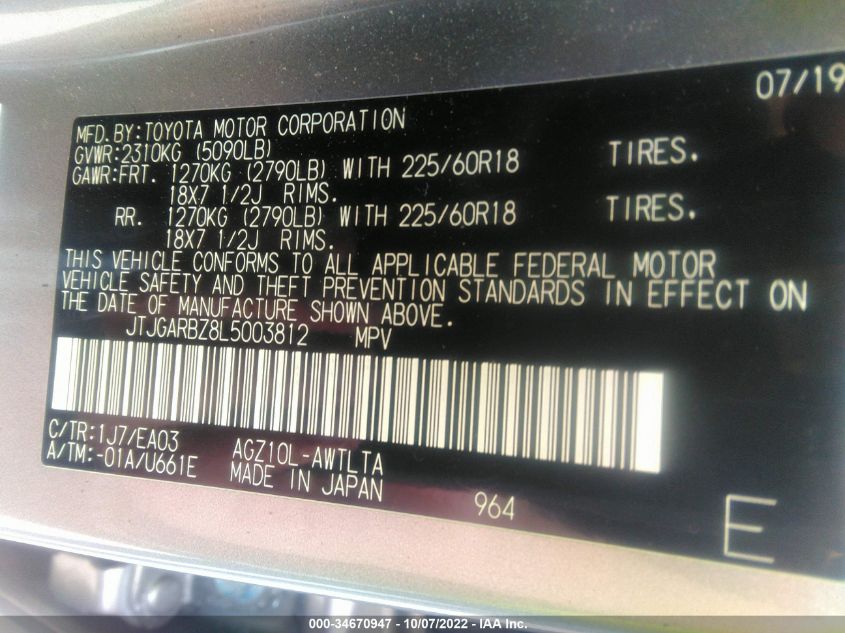 07/19
MFD.BY:TOYOTA MOTOR CORPORATION
GVWR:2310KG (5090LB)
GAWR:FRT. 1270KG (2790LB) WITH 225/60R18 TIRES.
18X7 1/2J RIMS.
RR. 1270KG (2790LB) WITH 225/60R18 TIRES.
18X7 1/2J RIMS.
THIS VEHICLE CONFORMS TO ALL APPLICABLE FEDERAL MOTOR
VEHICLE SAFETY AND THEFT PREVENTION STANDARDS IN EFFECT ON
THE DATE OF MANUFACTURE SHOWN ABOVE.
JTJGARBZ8L5003812 MPV
C/TR:1J7/EA03 AGZ10L-AWTLTA
A/TM:-01A/U661E MADE IN JAPAN 964
E
000-34670947 - 10/07/2022 - IAA Inc.